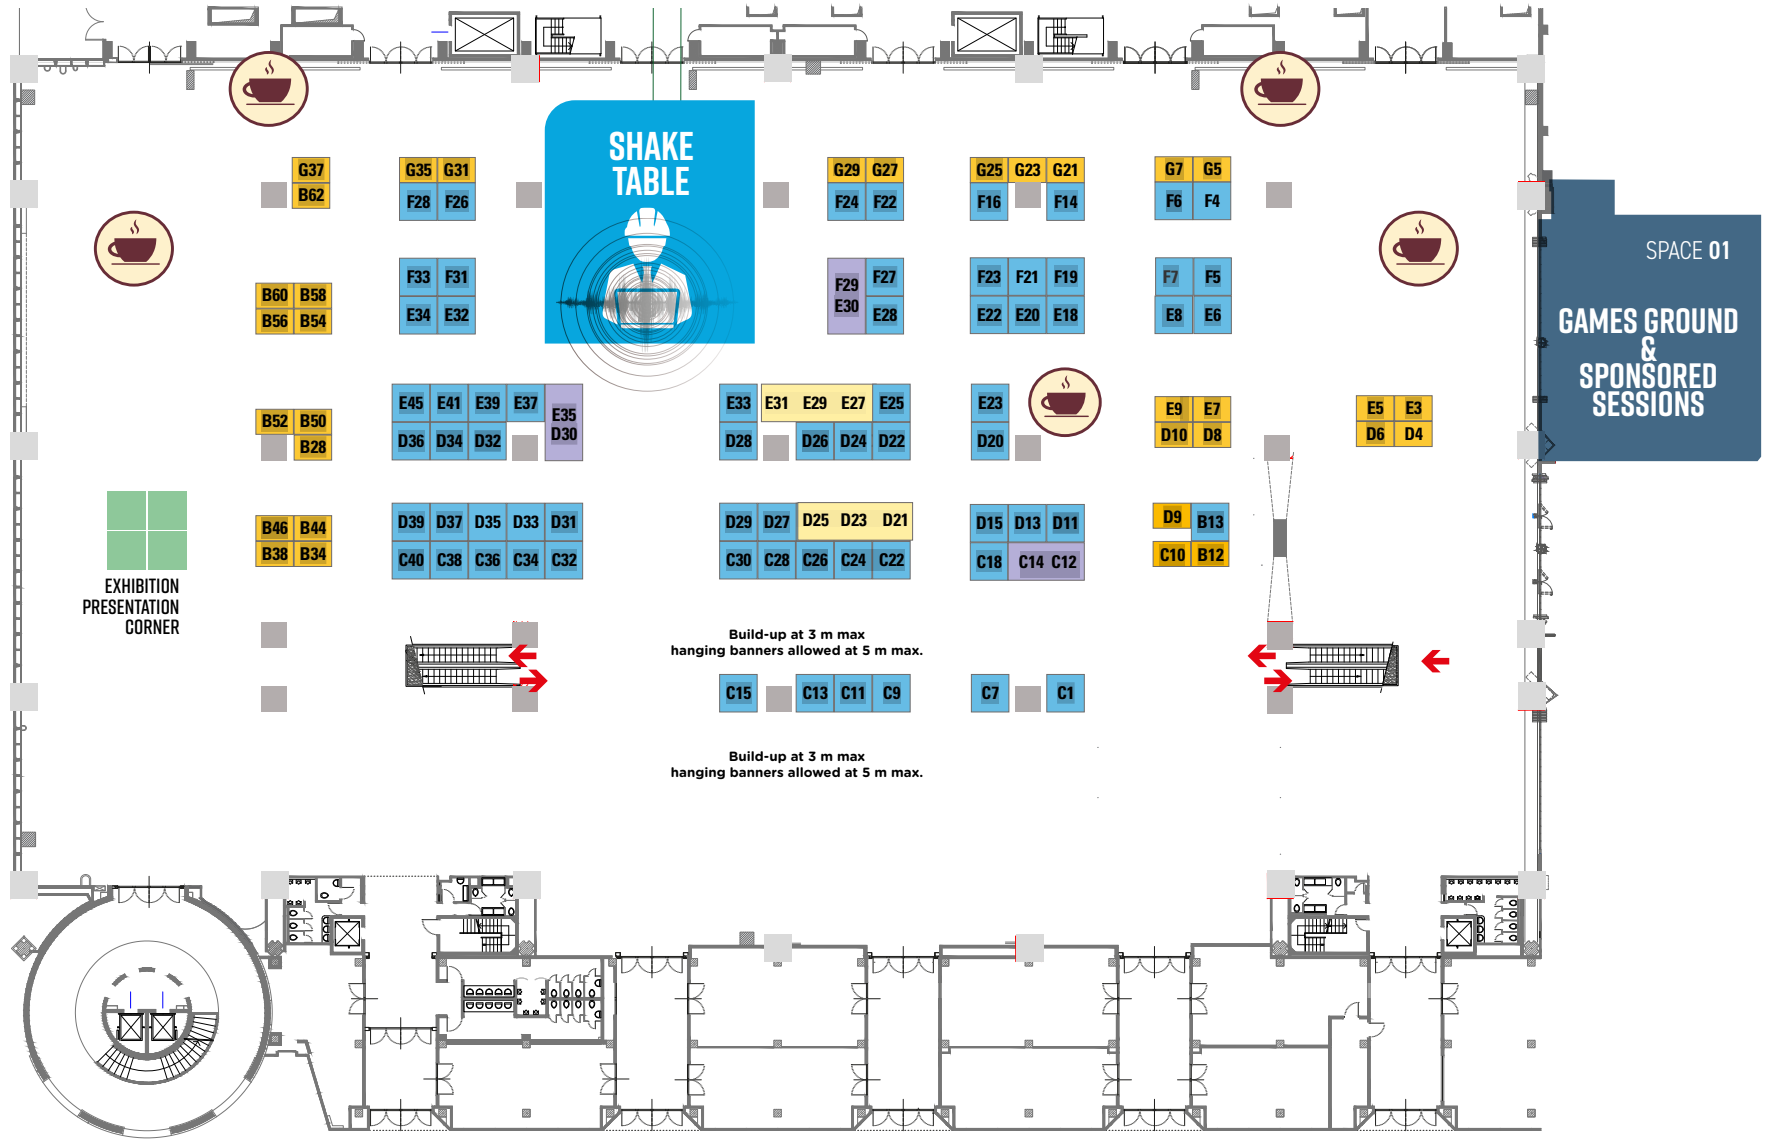 SHAKE
TABLE
G37
B62
G35 G31
F28 F26
G29 G27
F24 F22
G25 G23 G21
F16 F14
G7 G5
F6 F4
SPACE 01
GAMES GROUND
&
SPONSORED
SESSIONS
B60 B58
B56 B54
F33 F31
E34 E32
F29
E30
F27
E28
F23 F21 F19
E22 E20 E18
F7 F5
E8 E6
B52 B50
B28
E45 E41 E39 E37
D36 D34 D32
E35
D30
E33 E31 E29 E27 E25
D28 D26 D24 D22
E23
D20
E9 E7
D10 D8
E5 E3
D6 D4
B46 B44
B38 B34
D39 D37 D35 D33 D31
C40 C38 C36 C34 C32
D29 D27 D25 D23 D21
C30 C28 C26 C24 C22
D15 D13 D11
C18 C14 C12
D9 B13
C10 B12
EXHIBITION
PRESENTATION
CORNER
Build-up at 3 m max
hanging banners allowed at 5 m max.
C15 C13 C11 C9
C7 C1
Build-up at 3 m max
hanging banners allowed at 5 m max.